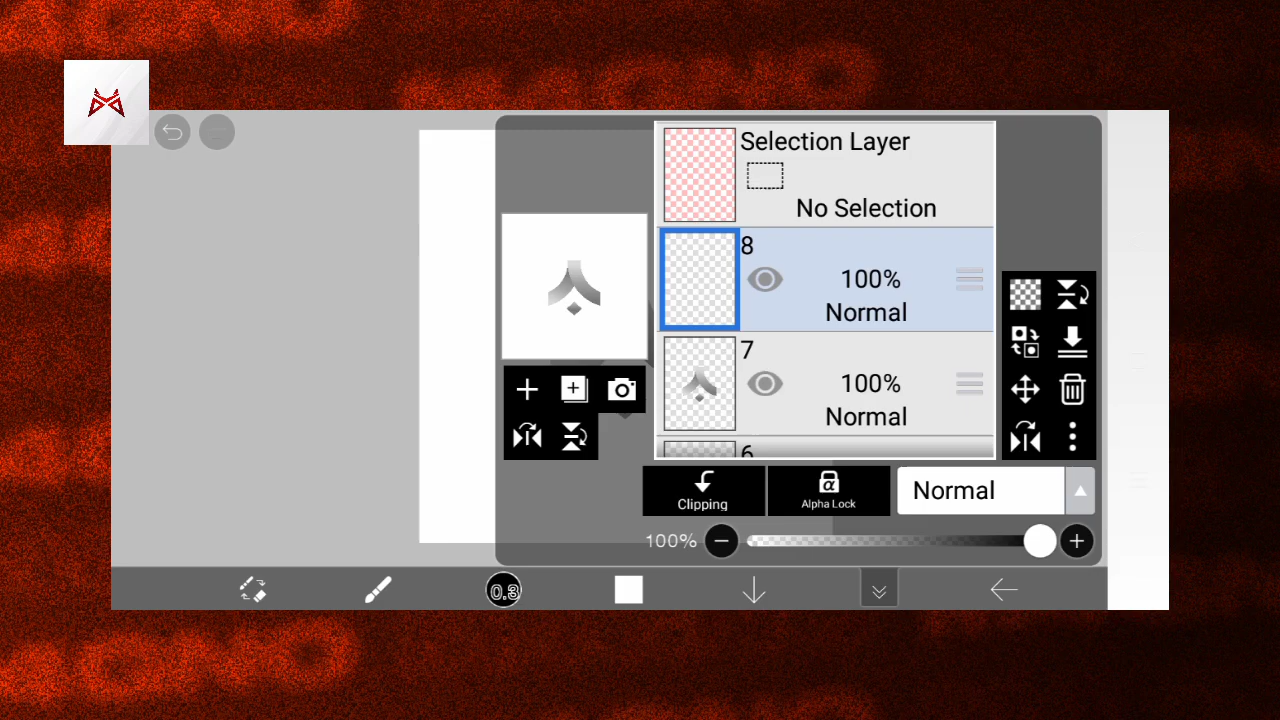 Selection Layer
No Selection
8
100%
Normal
7
100%
Normal
6
Clipping
α
Alpha Lock
Normal
100%
0.3